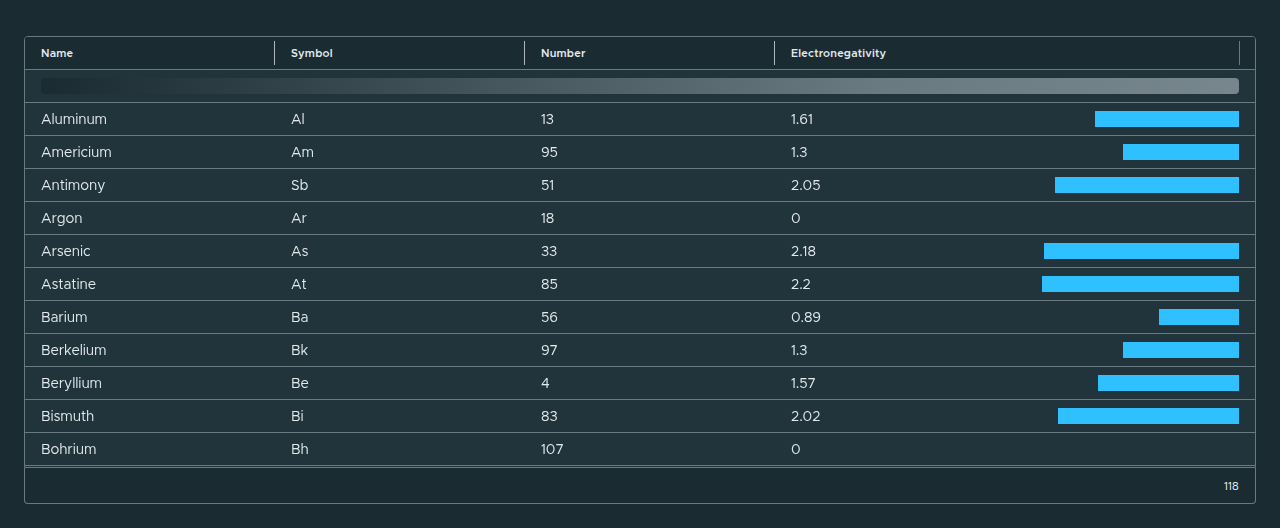 Name Symbol Number Electronegativity
Aluminum Al 13 1.61
Americium Am 95 1.3
Antimony Sb 51 2.05
Argon Ar 18 0
Arsenic As 33 2.18
Astatine At 85 2.2
Barium Ba 56 0.89
Berkelium Bk 97 1.3
Beryllium Be 4 1.57
Bismuth Bi 83 2.02
Bohrium Bh 107 0
118